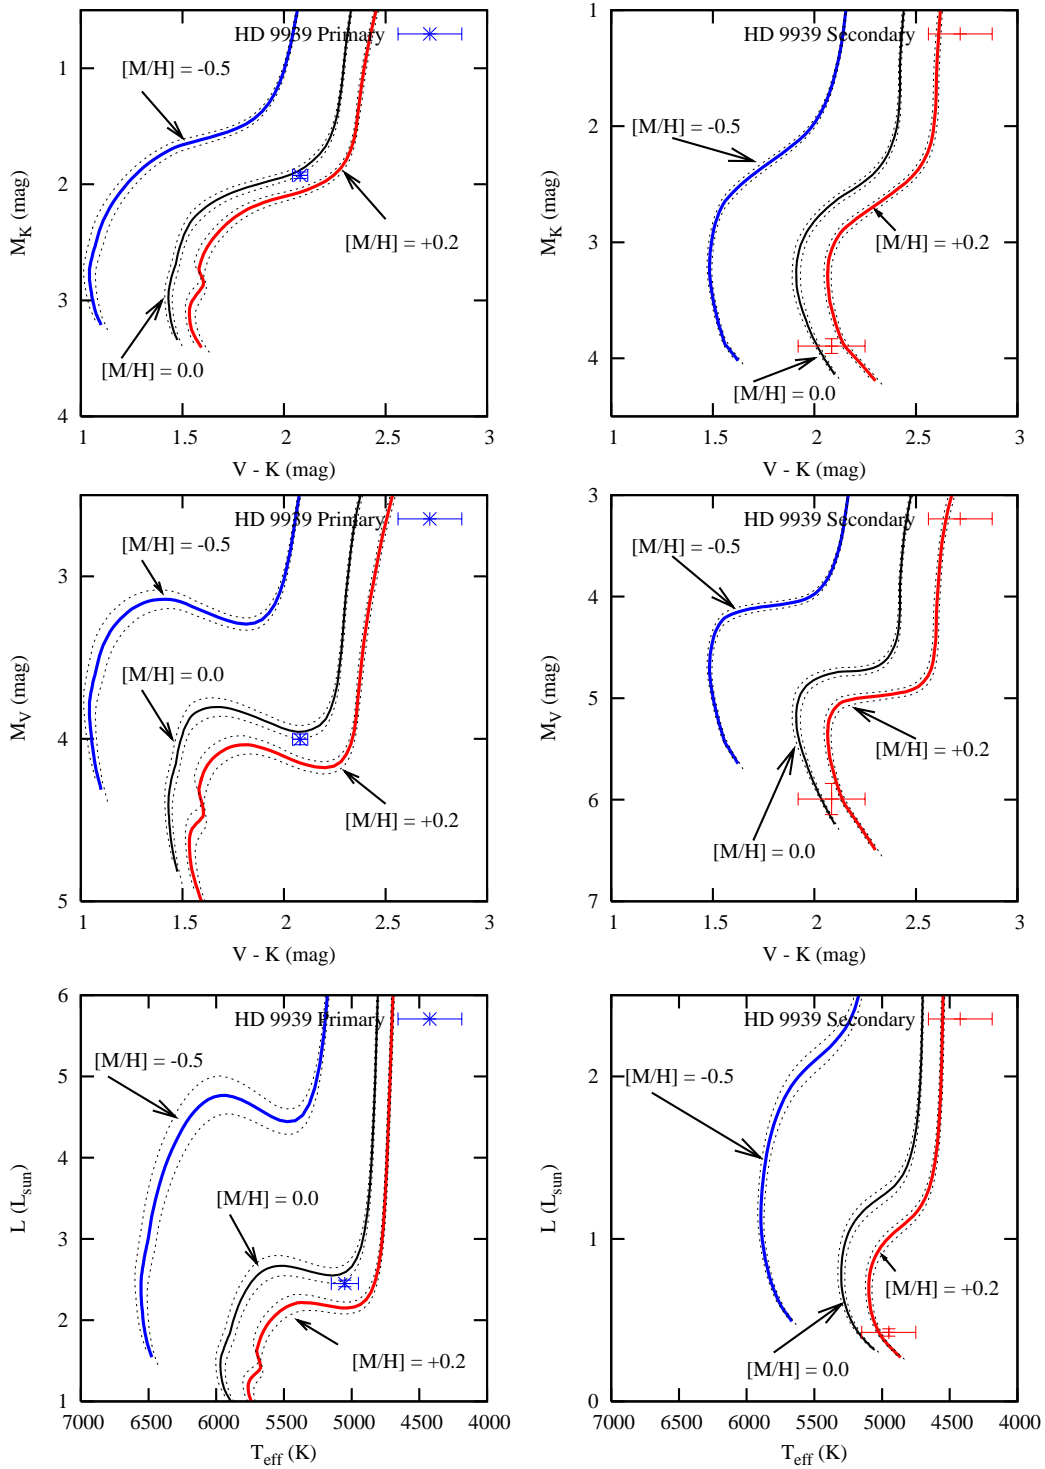 HD 9939 Primary
[M/H] = -0.5
[M/H] = +0.2
[M/H] = 0.0
1
2
3
4
M_K (mag)
1 1.5 2 2.5 3
V - K (mag)
HD 9939 Secondary
[M/H] = -0.5
[M/H] = +0.2
[M/H] = 0.0
1
2
3
4
M_K (mag)
1 1.5 2 2.5 3
V - K (mag)
HD 9939 Primary
[M/H] = -0.5
[M/H] = 0.0
[M/H] = +0.2
3
4
5
M_V (mag)
1 1.5 2 2.5 3
V - K (mag)
HD 9939 Secondary
[M/H] = -0.5
[M/H] = +0.2
[M/H] = 0.0
3
4
5
6
7
M_V (mag)
1 1.5 2 2.5 3
V - K (mag)
HD 9939 Primary
[M/H] = -0.5
[M/H] = 0.0
[M/H] = +0.2
6
5
4
3
2
1
L (L_sun)
7000 6500 6000 5500 5000 4500 4000
T_eff (K)
HD 9939 Secondary
[M/H] = -0.5
[M/H] = +0.2
[M/H] = 0.0
2
1
0
L (L_sun)
7000 6500 6000 5500 5000 4500 4000
T_eff (K)